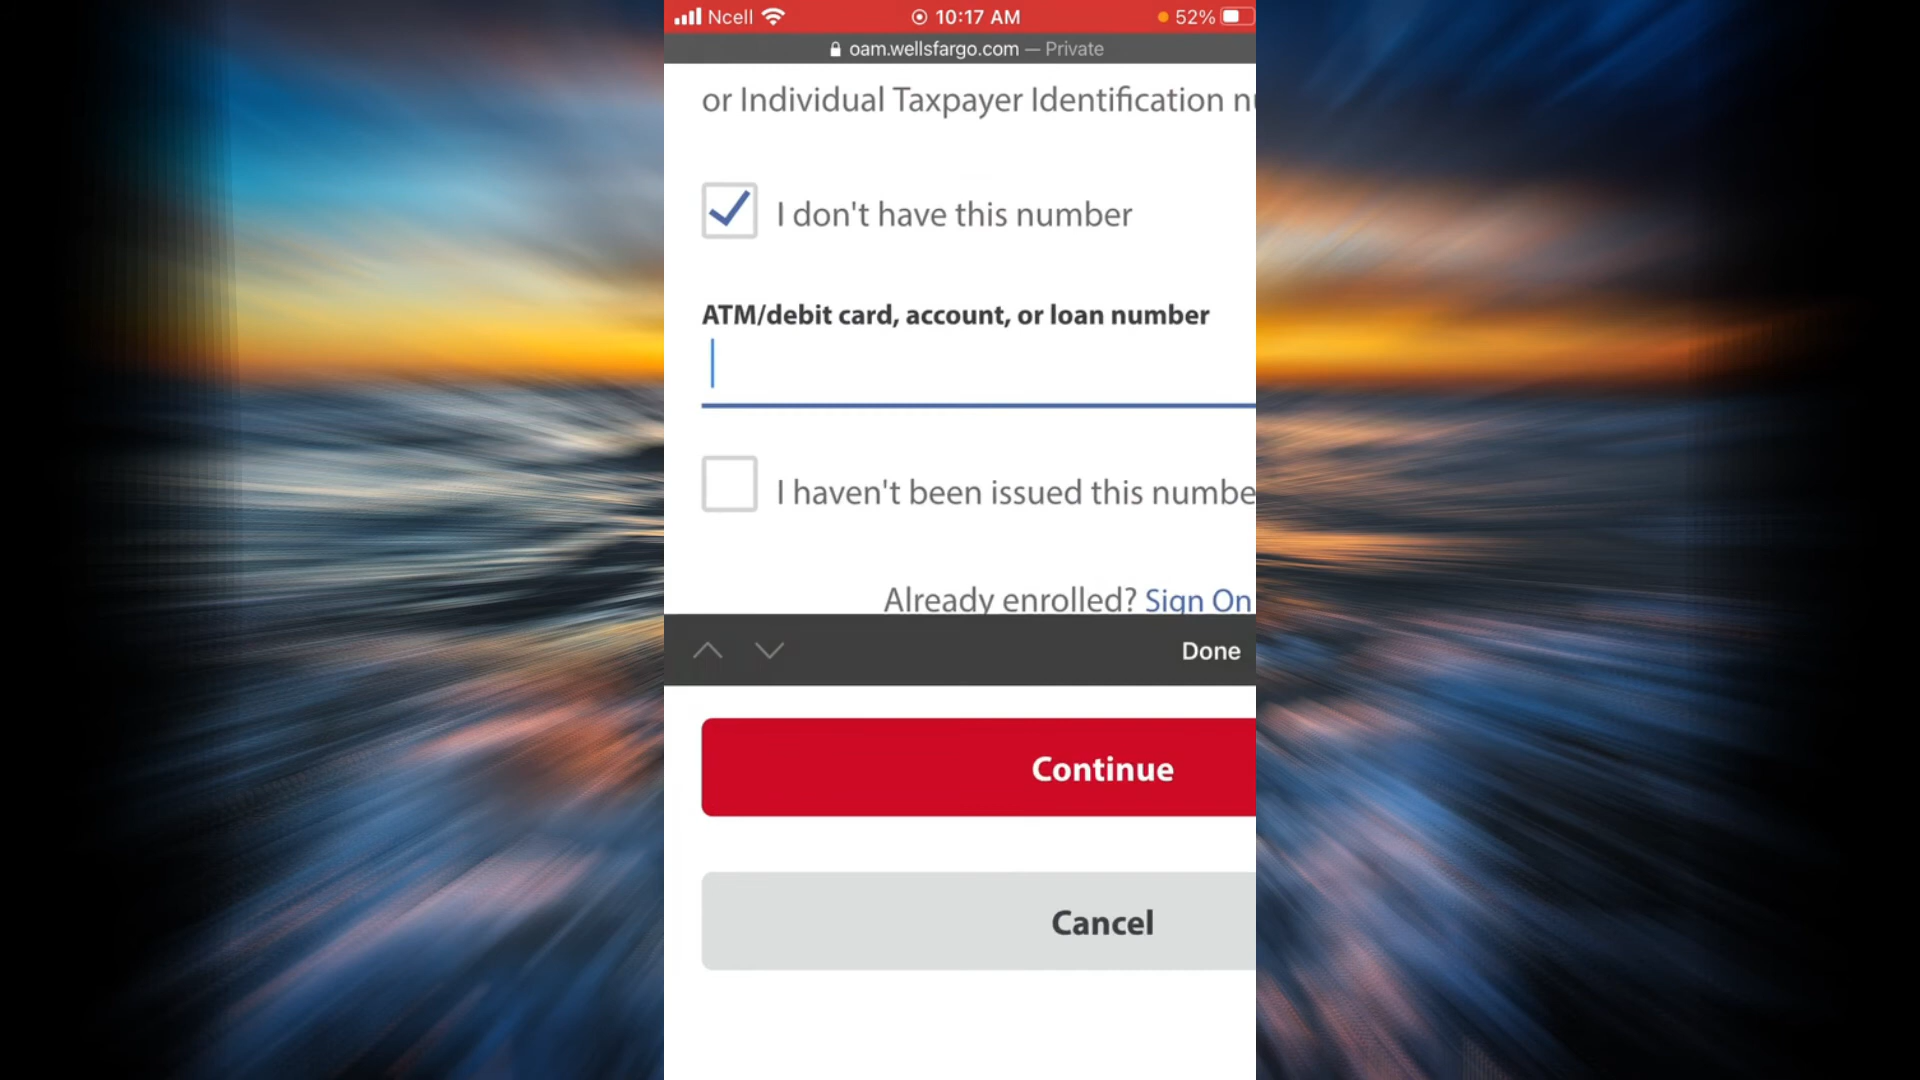 Ncell 10:17 AM 52%
oam.wellsfargo.com — Private
or Individual Taxpayer Identification
I don't have this number
ATM/debit card, account, or loan number
I haven't been issued this numbe
Already enrolled? Sign On
Done
Continue
Cancel